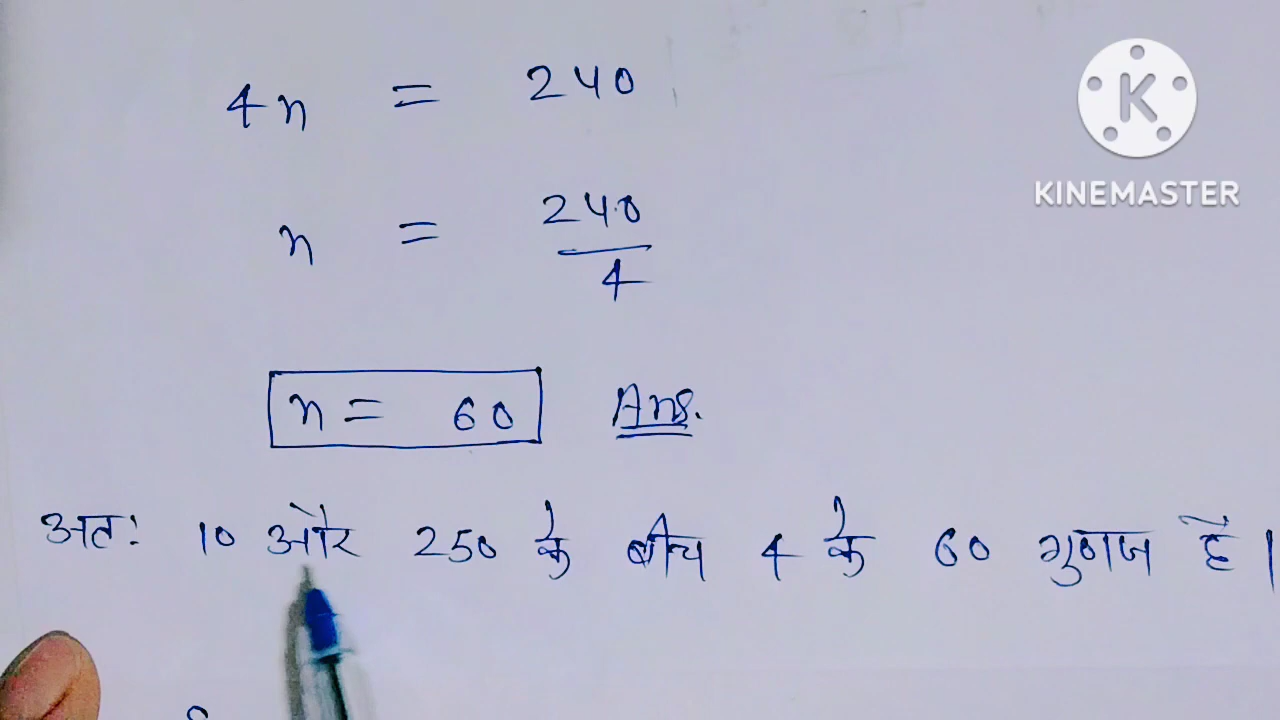 4n = 240
K
KINEMASTER
n = 240/4
n = 60 Ans.
अतः 10 और 250 के बीच 4 के 60 गुणज हैं।